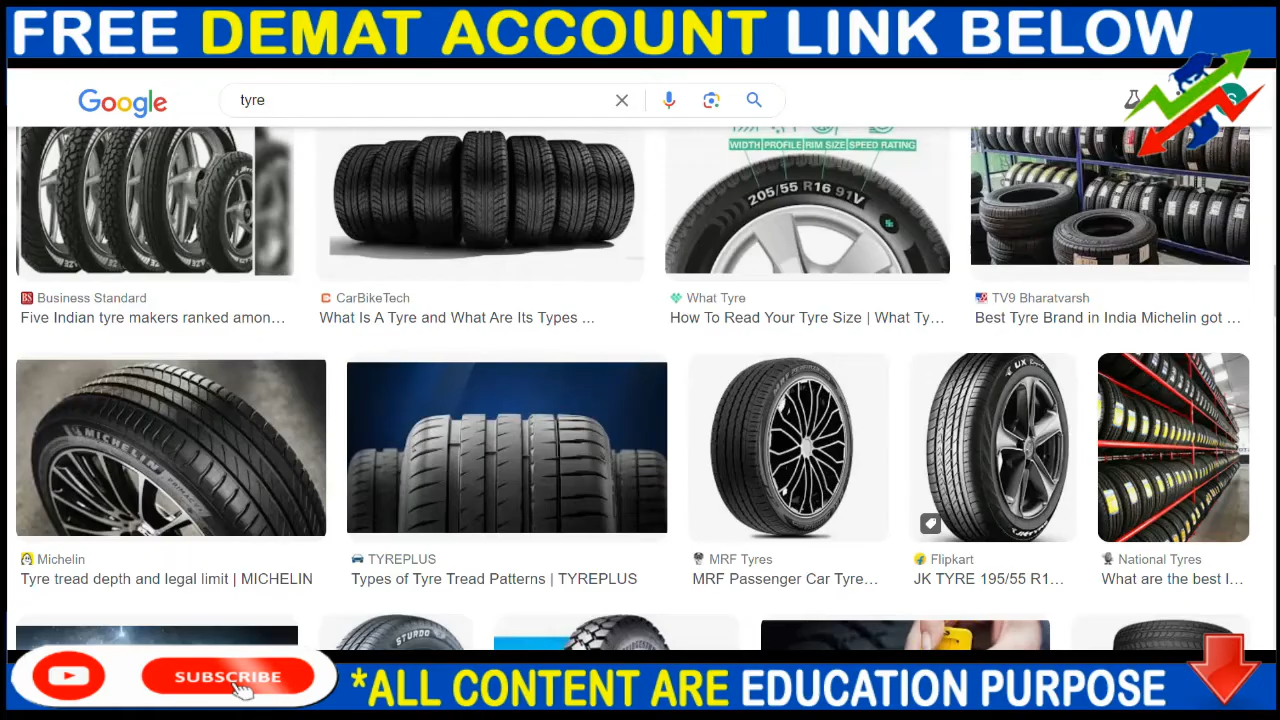 FREE DEMAT ACCOUNT LINK BELOW
Google
tyre
WIDTH PROFILE RIM SIZE SPEED RATING
205/55 R16 91V
BS Business Standard
CarBikeTech
What Tyre
TV9 Bharatvarsh
Five Indian tyre makers ranked amon...
What Is A Tyre and What Are Its Types ...
How To Read Your Tyre Size | What Ty...
Best Tyre Brand in India Michelin got ...
MICHELIN
UX
Michelin
TYREPLUS
MRF Tyres
Flipkart
National Tyres
Tyre tread depth and legal limit | MICHELIN
Types of Tyre Tread Patterns | TYREPLUS
MRF Passenger Car Tyre...
JK TYRE 195/55 R1...
What are the best I...
STURDO
SUBSCRIBE
*ALL CONTENT ARE EDUCATION PURPOSE